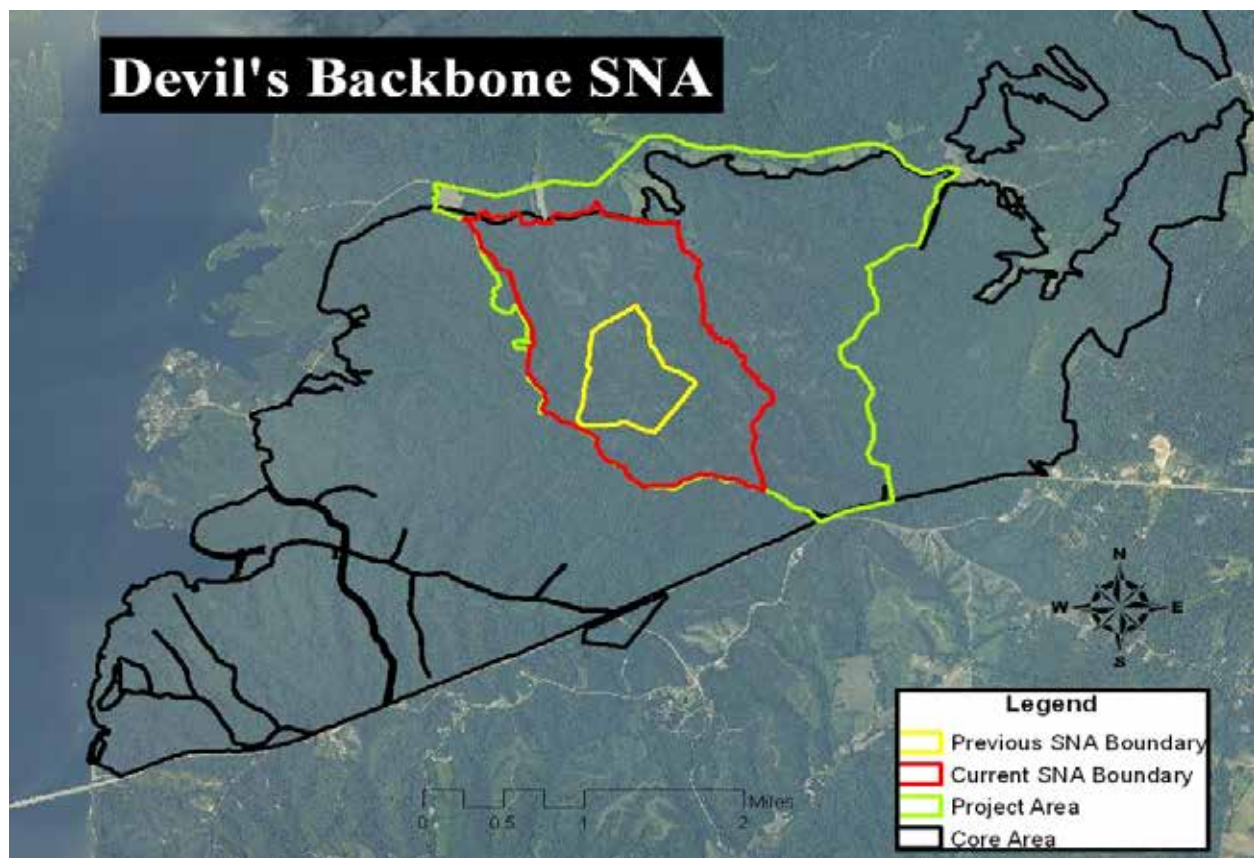 Devil's Backbone SNA
N
W E
S
Legend
Previous SNA Boundary
Current SNA Boundary
Project Area
Core Area
Miles
0 0.5 1 2